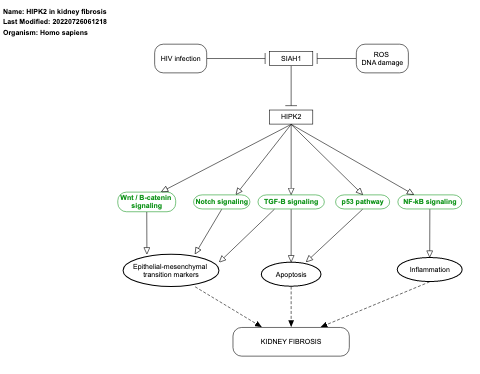 Name: HIPK2 in kidney fibrosis
Last Modified: 20220726061218
Organism: Homo sapiens
HIV infection
SIAH1
ROS
DNA damage
HIPK2
Wnt / B-catenin
signaling
Notch signaling
TGF-B signaling
p53 pathway
NF-kB signaling
Epithelial-mesenchymal
transition markers
Apoptosis
Inflammation
KIDNEY FIBROSIS